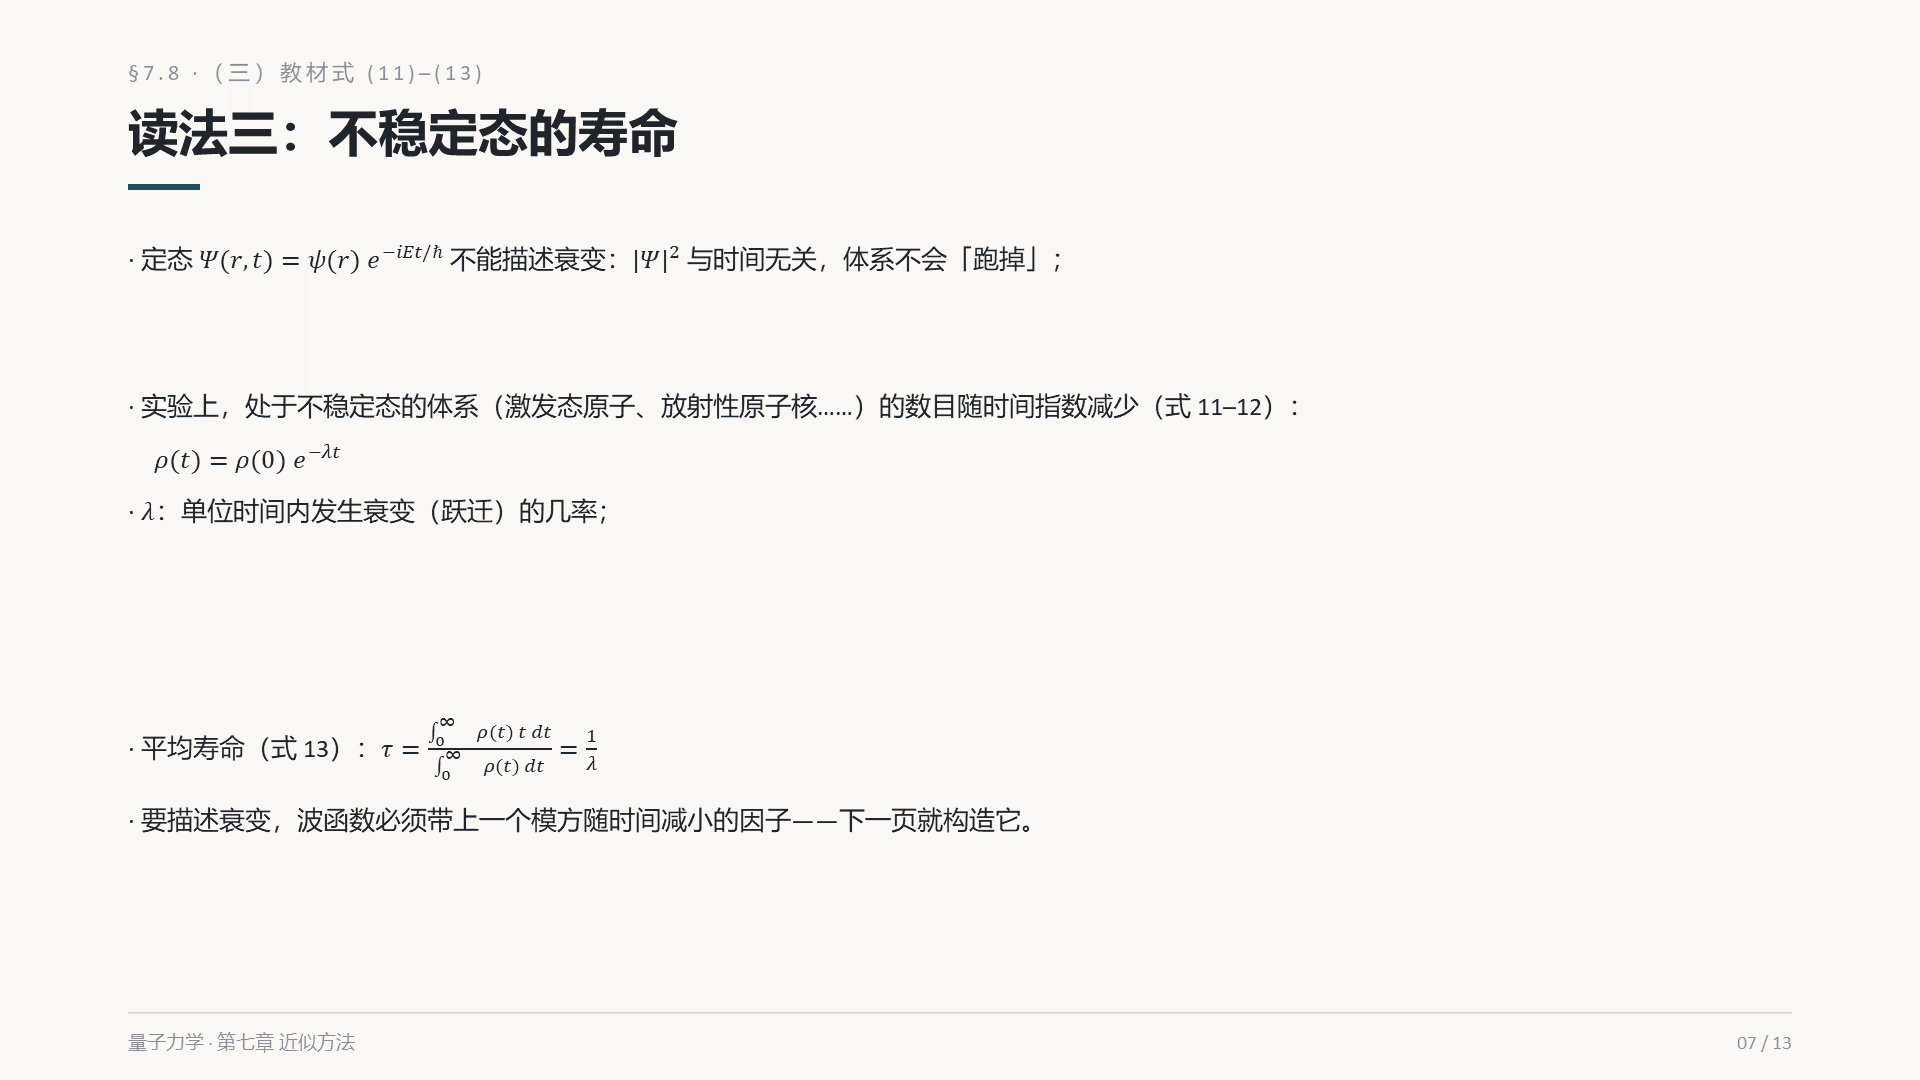 §7.8 ·（三）教材式 (11)–(13)
读法三：不稳定态的寿命
· 定态 Ψ(r, t) = ψ(r) e^{−iEt/ħ} 不能描述衰变：|Ψ|² 与时间无关，体系不会「跑掉」；
· 实验上，处于不稳定态的体系（激发态原子、放射性原子核……）的数目随时间指数减少（式 11–12）：
ρ(t) = ρ(0) e^{−λt}
· λ：单位时间内发生衰变（跃迁）的几率；
· 平均寿命（式 13）：τ = \frac{∫_0^∞ ρ(t) t dt}{∫_0^∞ ρ(t) dt} = \frac{1}{λ}
· 要描述衰变，波函数必须带上一个模方随时间减小的因子——下一页就构造它。
量子力学 · 第七章 近似方法
07 / 13